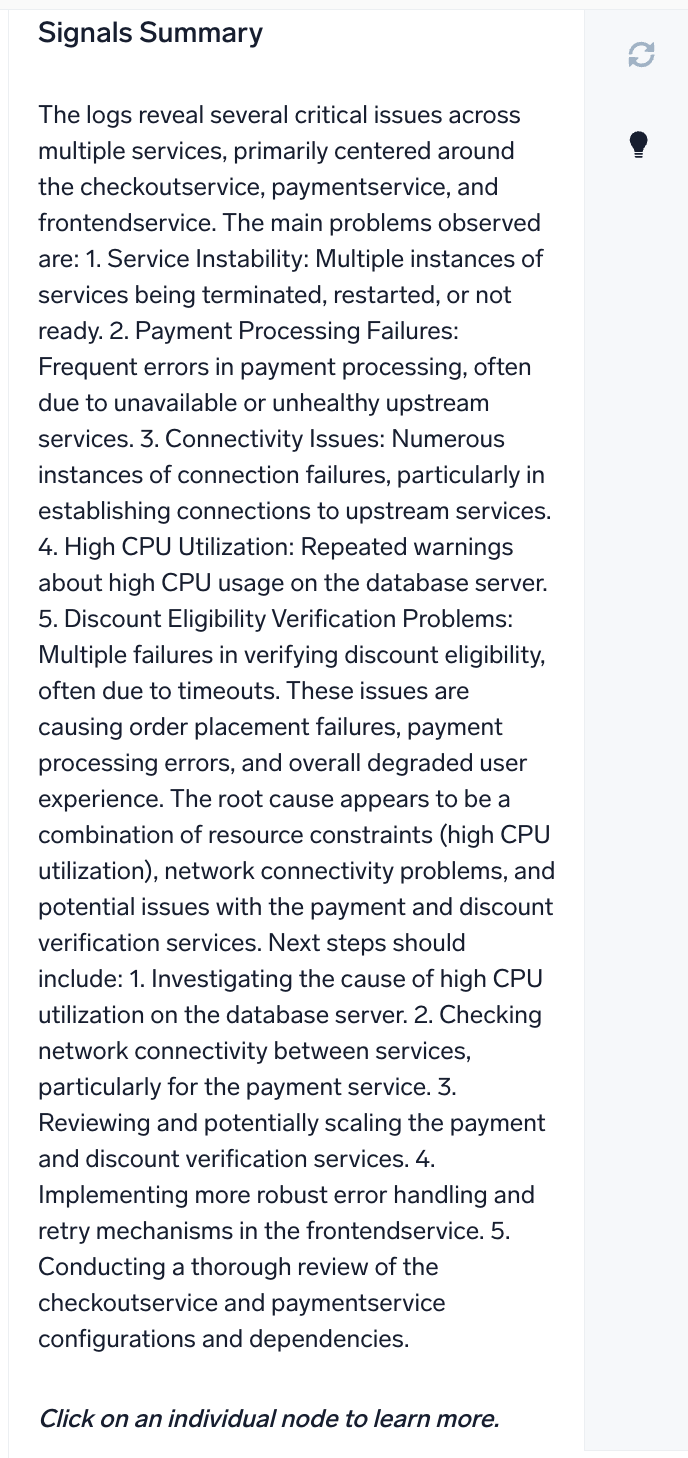 Signals Summary
The logs reveal several critical issues across
multiple services, primarily centered around
the checkoutservice, paymentservice, and
frontendservice. The main problems observed
are: 1. Service Instability: Multiple instances of
services being terminated, restarted, or not
ready. 2. Payment Processing Failures:
Frequent errors in payment processing, often
due to unavailable or unhealthy upstream
services. 3. Connectivity Issues: Numerous
instances of connection failures, particularly in
establishing connections to upstream services.
4. High CPU Utilization: Repeated warnings
about high CPU usage on the database server.
5. Discount Eligibility Verification Problems:
Multiple failures in verifying discount eligibility,
often due to timeouts. These issues are
causing order placement failures, payment
processing errors, and overall degraded user
experience. The root cause appears to be a
combination of resource constraints (high CPU
utilization), network connectivity problems, and
potential issues with the payment and discount
verification services. Next steps should
include: 1. Investigating the cause of high CPU
utilization on the database server. 2. Checking
network connectivity between services,
particularly for the payment service. 3.
Reviewing and potentially scaling the payment
and discount verification services. 4.
Implementing more robust error handling and
retry mechanisms in the frontendservice. 5.
Conducting a thorough review of the
checkoutservice and paymentservice
configurations and dependencies.
Click on an individual node to learn more.